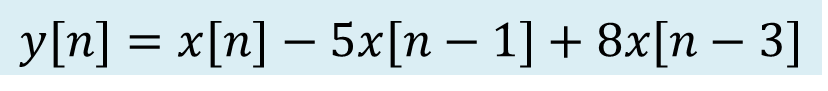 y[n] = x[n] − 5x[n − 1] + 8x[n − 3]